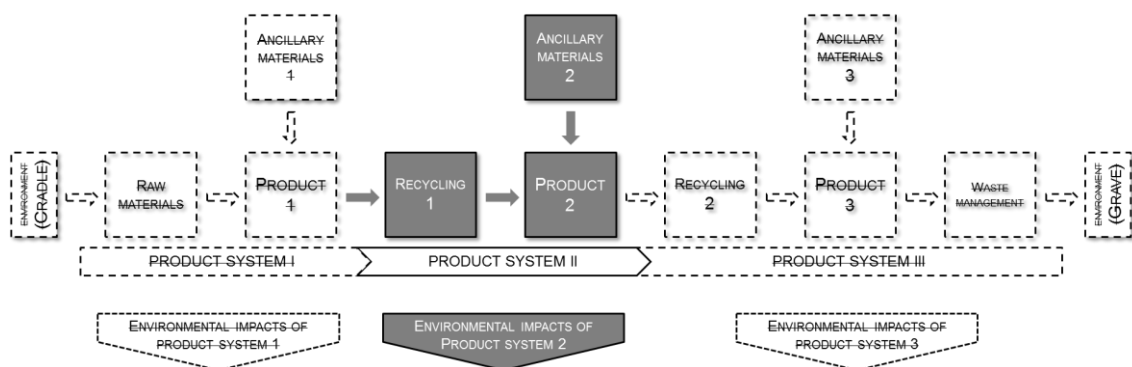 ANCILLARY
MATERIALS
1
ANCILLARY
MATERIALS
2
ANCILLARY
MATERIALS
3
ENVIRONMENT
(CRADLE)
RAW
MATERIALS
PRODUCT
1
RECYCLING
1
PRODUCT
2
RECYCLING
2
PRODUCT
3
WASTE
MANAGEMENT
ENVIRONMENT
(GRAVE)
PRODUCT SYSTEM I
PRODUCT SYSTEM II
PRODUCT SYSTEM III
ENVIRONMENTAL IMPACTS OF
PRODUCT SYSTEM 1
ENVIRONMENTAL IMPACTS OF
PRODUCT SYSTEM 2
ENVIRONMENTAL IMPACTS OF
PRODUCT SYSTEM 3